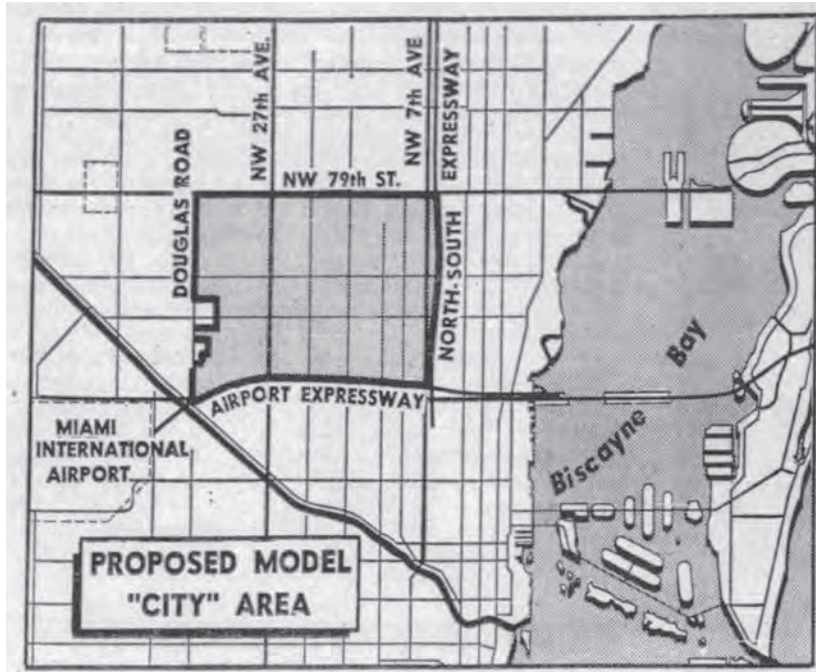 NW 27th AVE.
NW 7th AVE
EXPRESSWAY
DOUGLAS ROAD
NW 79th ST.
NORTH-SOUTH
Biscayne Bay
AIRPORT EXPRESSWAY
MIAMI
INTERNATIONAL
AIRPORT
PROPOSED MODEL
"CITY" AREA